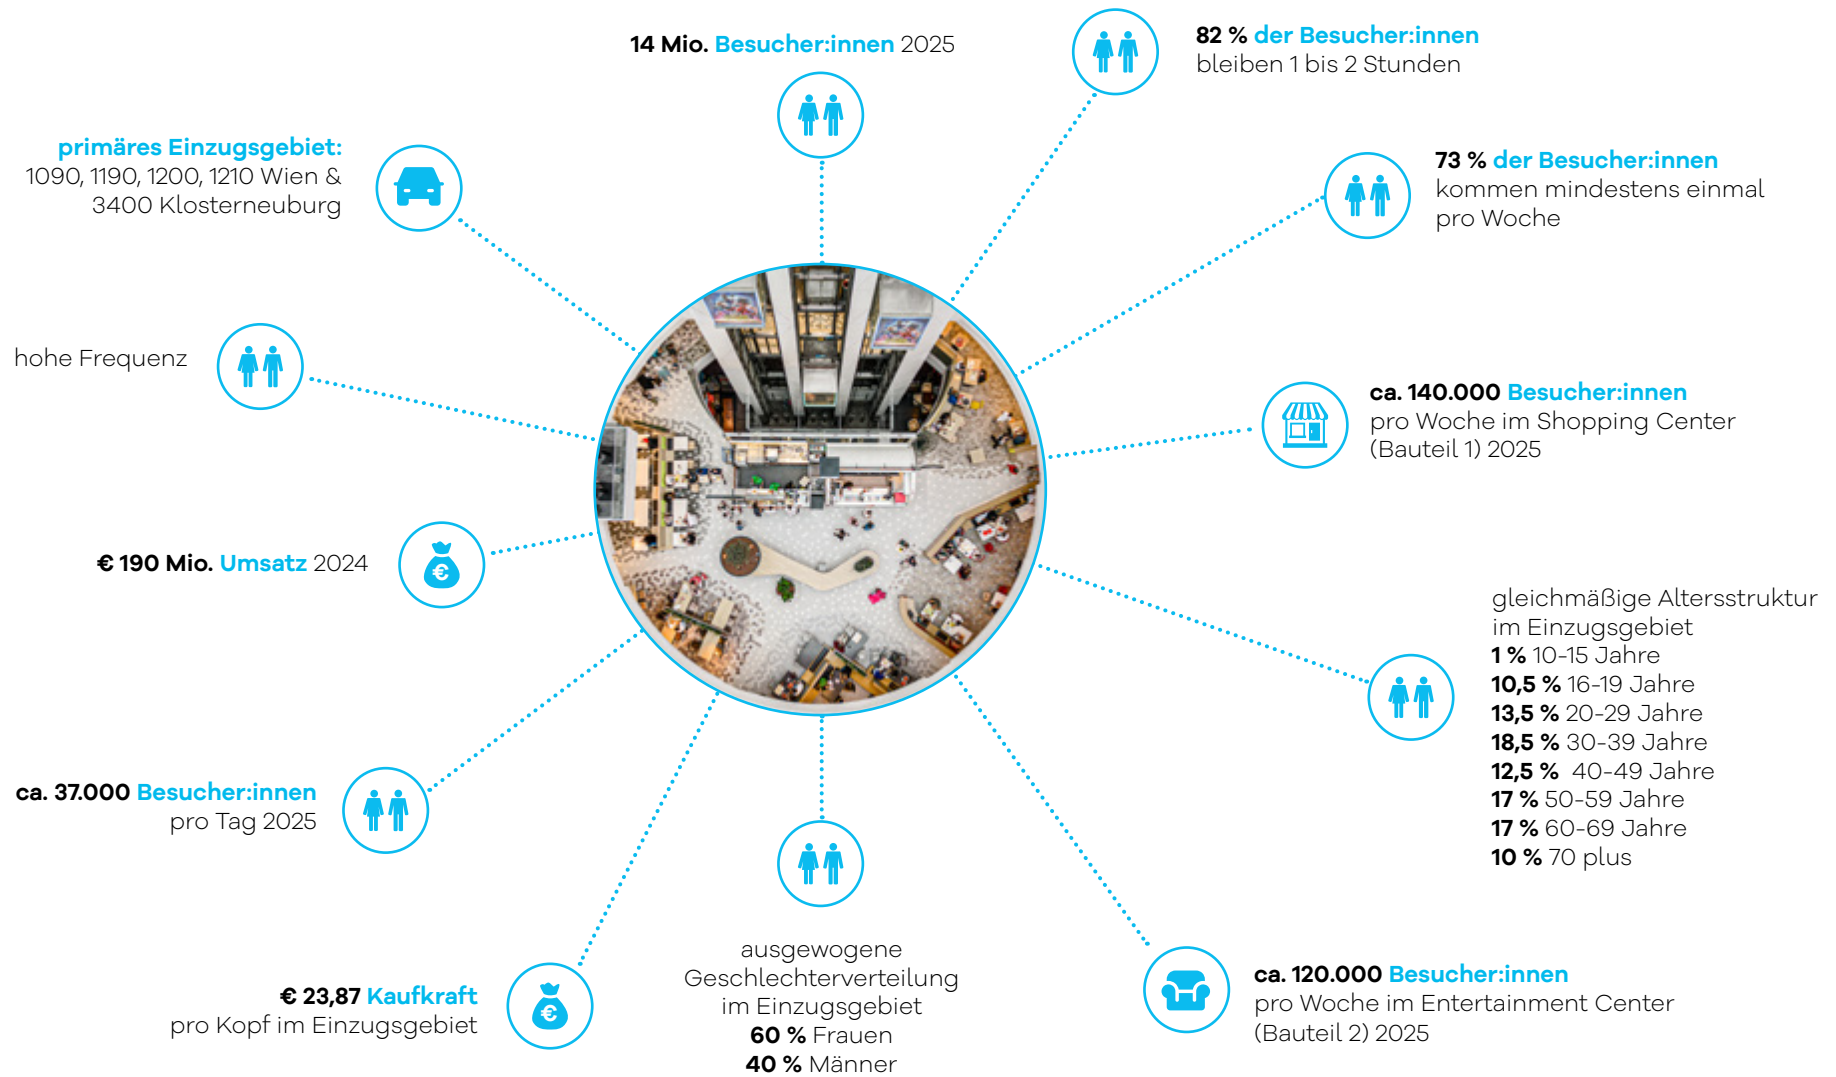 14 Mio. Besucher:innen 2025
82 % der Besucher:innen
bleiben 1 bis 2 Stunden
primäres Einzugsgebiet:
1090, 1190, 1200, 1210 Wien &
3400 Klosterneuburg
73 % der Besucher:innen
kommen mindestens einmal
pro Woche
hohe Frequenz
ca. 140.000 Besucher:innen
pro Woche im Shopping Center
(Bauteil 1) 2025
€ 190 Mio. Umsatz 2024
gleichmäßige Altersstruktur
im Einzugsgebiet
1 % 10-15 Jahre
10,5 % 16-19 Jahre
13,5 % 20-29 Jahre
18,5 % 30-39 Jahre
12,5 % 40-49 Jahre
17 % 50-59 Jahre
17 % 60-69 Jahre
10 % 70 plus
ca. 37.000 Besucher:innen
pro Tag 2025
ausgewogene
Geschlechterverteilung
im Einzugsgebiet
60 % Frauen
40 % Männer
€ 23,87 Kaufkraft
pro Kopf im Einzugsgebiet
ca. 120.000 Besucher:innen
pro Woche im Entertainment Center
(Bauteil 2) 2025